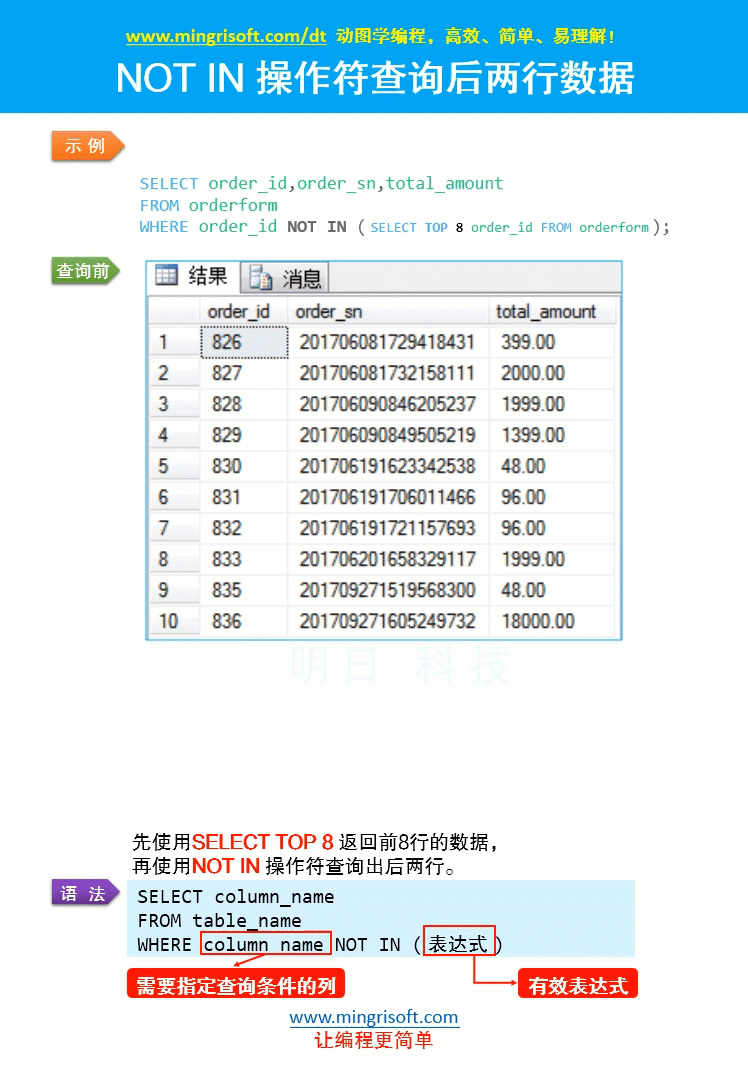 www.mingrisoft.com/dt 动图学编程，高效、简单、易理解！
NOT IN 操作符查询后两行数据
示 例
SELECT order_id,order_sn,total_amount
FROM orderform
WHERE order_id NOT IN ( SELECT TOP 8 order_id FROM orderform );
查询前
结果 消息
order_id order_sn total_amount
1 826 201706081729418431 399.00
2 827 201706081732158111 2000.00
3 828 201706090846205237 1999.00
4 829 201706090849505219 1399.00
5 830 201706191623342538 48.00
6 831 201706191706011466 96.00
7 832 201706191721157693 96.00
8 833 201706201658329117 1999.00
9 835 201709271519568300 48.00
10 836 201709271605249732 18000.00
明日 科技
先使用SELECT TOP 8 返回前8行的数据，
再使用NOT IN 操作符查询出后两行。
语 法
SELECT column_name
FROM table_name
WHERE column_name NOT IN ( 表达式 )
需要指定查询条件的列 有效表达式
www.mingrisoft.com
让编程更简单